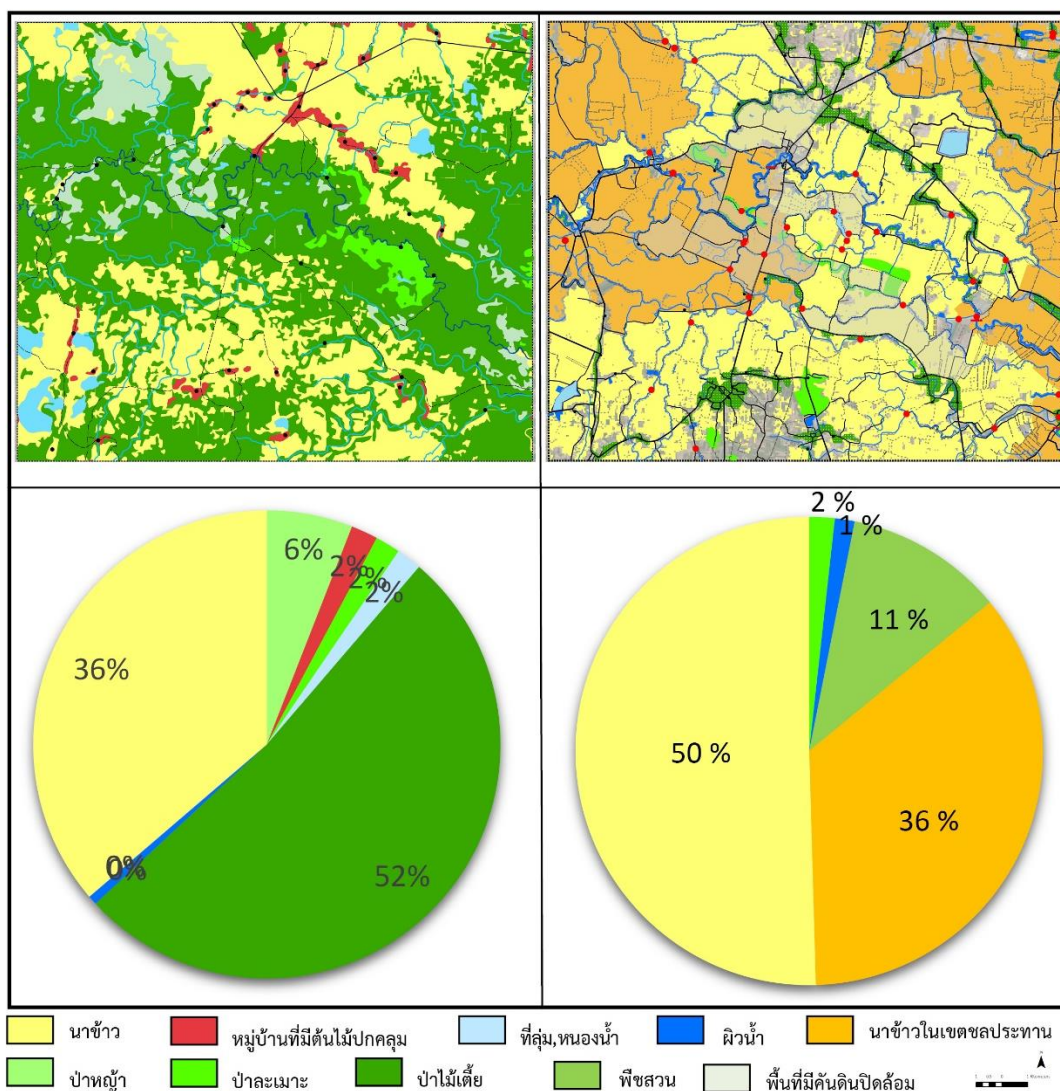 6%
2%
2%
2%
36%
52%
0%
0%
2 %
1 %
11 %
50 %
36 %
นาข้าว
หมู่บ้านที่มีต้นไม้ปกคลุม
ที่ลุ่ม,หนองน้ำ
ผิวน้ำ
นาข้าวในเขตชลประทาน
ป่าหญ้า
ป่าละเมาะ
ป่าไม้เตี้ย
พืชสวน
พื้นที่มีคันดินปิดล้อม